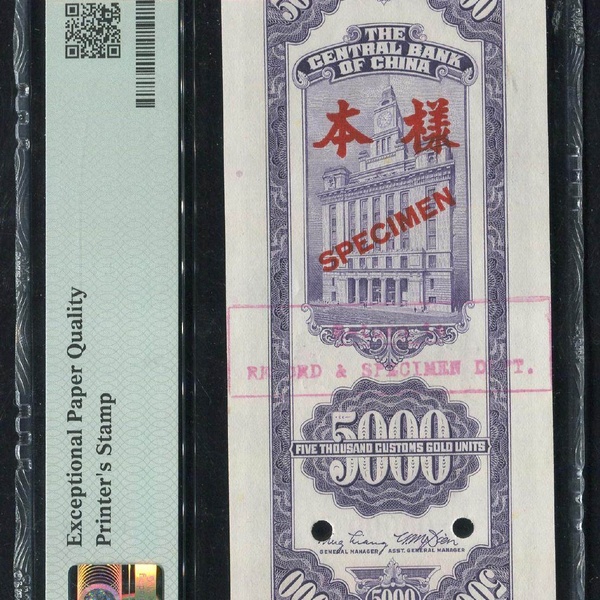 Exceptional Paper Quality
Printer's Stamp
THE
CENTRAL BANK
OF CHINA
本 樣
SPECIMEN
& SPECIMEN
5000
FIVE THOUSAND CUSTOMS GOLD UNITS
GENERAL MANAGER ASST. GENERAL MANAGER
5000